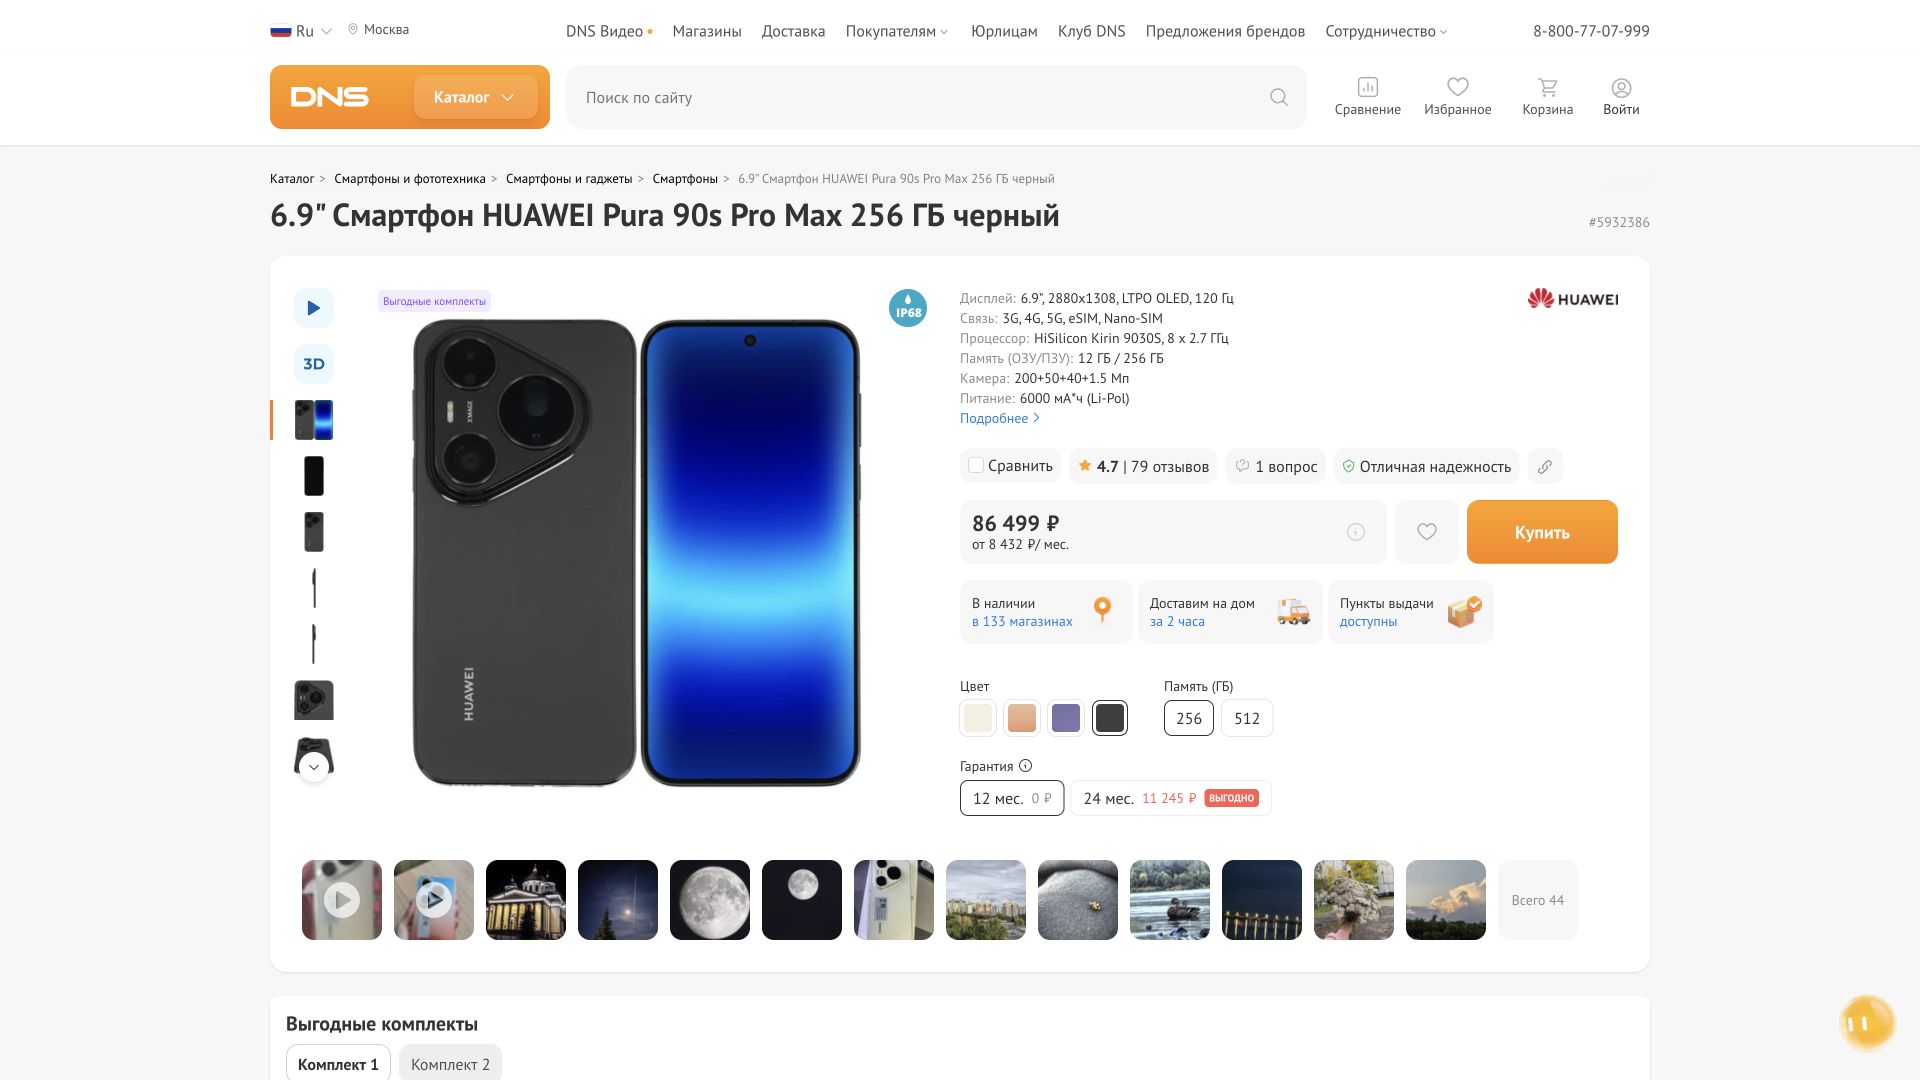 Ru
Москва
DNS Видео
Магазины
Доставка
Покупателям
Юрлицам
Клуб DNS
Предложения брендов
Сотрудничество
8-800-77-07-999
DNS
Каталог
Поиск по сайту
Сравнение
Избранное
Корзина
Войти
Каталог > Смартфоны и фототехника > Смартфоны и гаджеты > Смартфоны > 6.9" Смартфон HUAWEI Pura 90s Pro Max 256 ГБ черный
6.9" Смартфон HUAWEI Pura 90s Pro Max 256 ГБ черный
#5932386
3D
Выгодные комплекты
IP68
XMAGE
HUAWEI
Дисплей: 6.9", 2880x1308, LTPO OLED, 120 Гц
Связь: 3G, 4G, 5G, eSIM, Nano-SIM
Процессор: HiSilicon Kirin 9030S, 8 x 2.7 ГГц
Память (ОЗУ/ПЗУ): 12 ГБ / 256 ГБ
Камера: 200+50+40+1.5 Мп
Питание: 6000 мА*ч (Li-Pol)
Подробнее
HUAWEI
Сравнить
4.7 | 79 отзывов
1 вопрос
Отличная надежность
86 499 ₽
от 8 432 ₽/ мес.
Купить
В наличии
в 133 магазинах
Доставим на дом
за 2 часа
Пункты выдачи
доступны
Цвет
Память (ГБ)
256
512
Гарантия
12 мес. 0 ₽
24 мес. 11 245 ₽ ВЫГОДНО
Всего 44
Выгодные комплекты
Комплект 1
Комплект 2